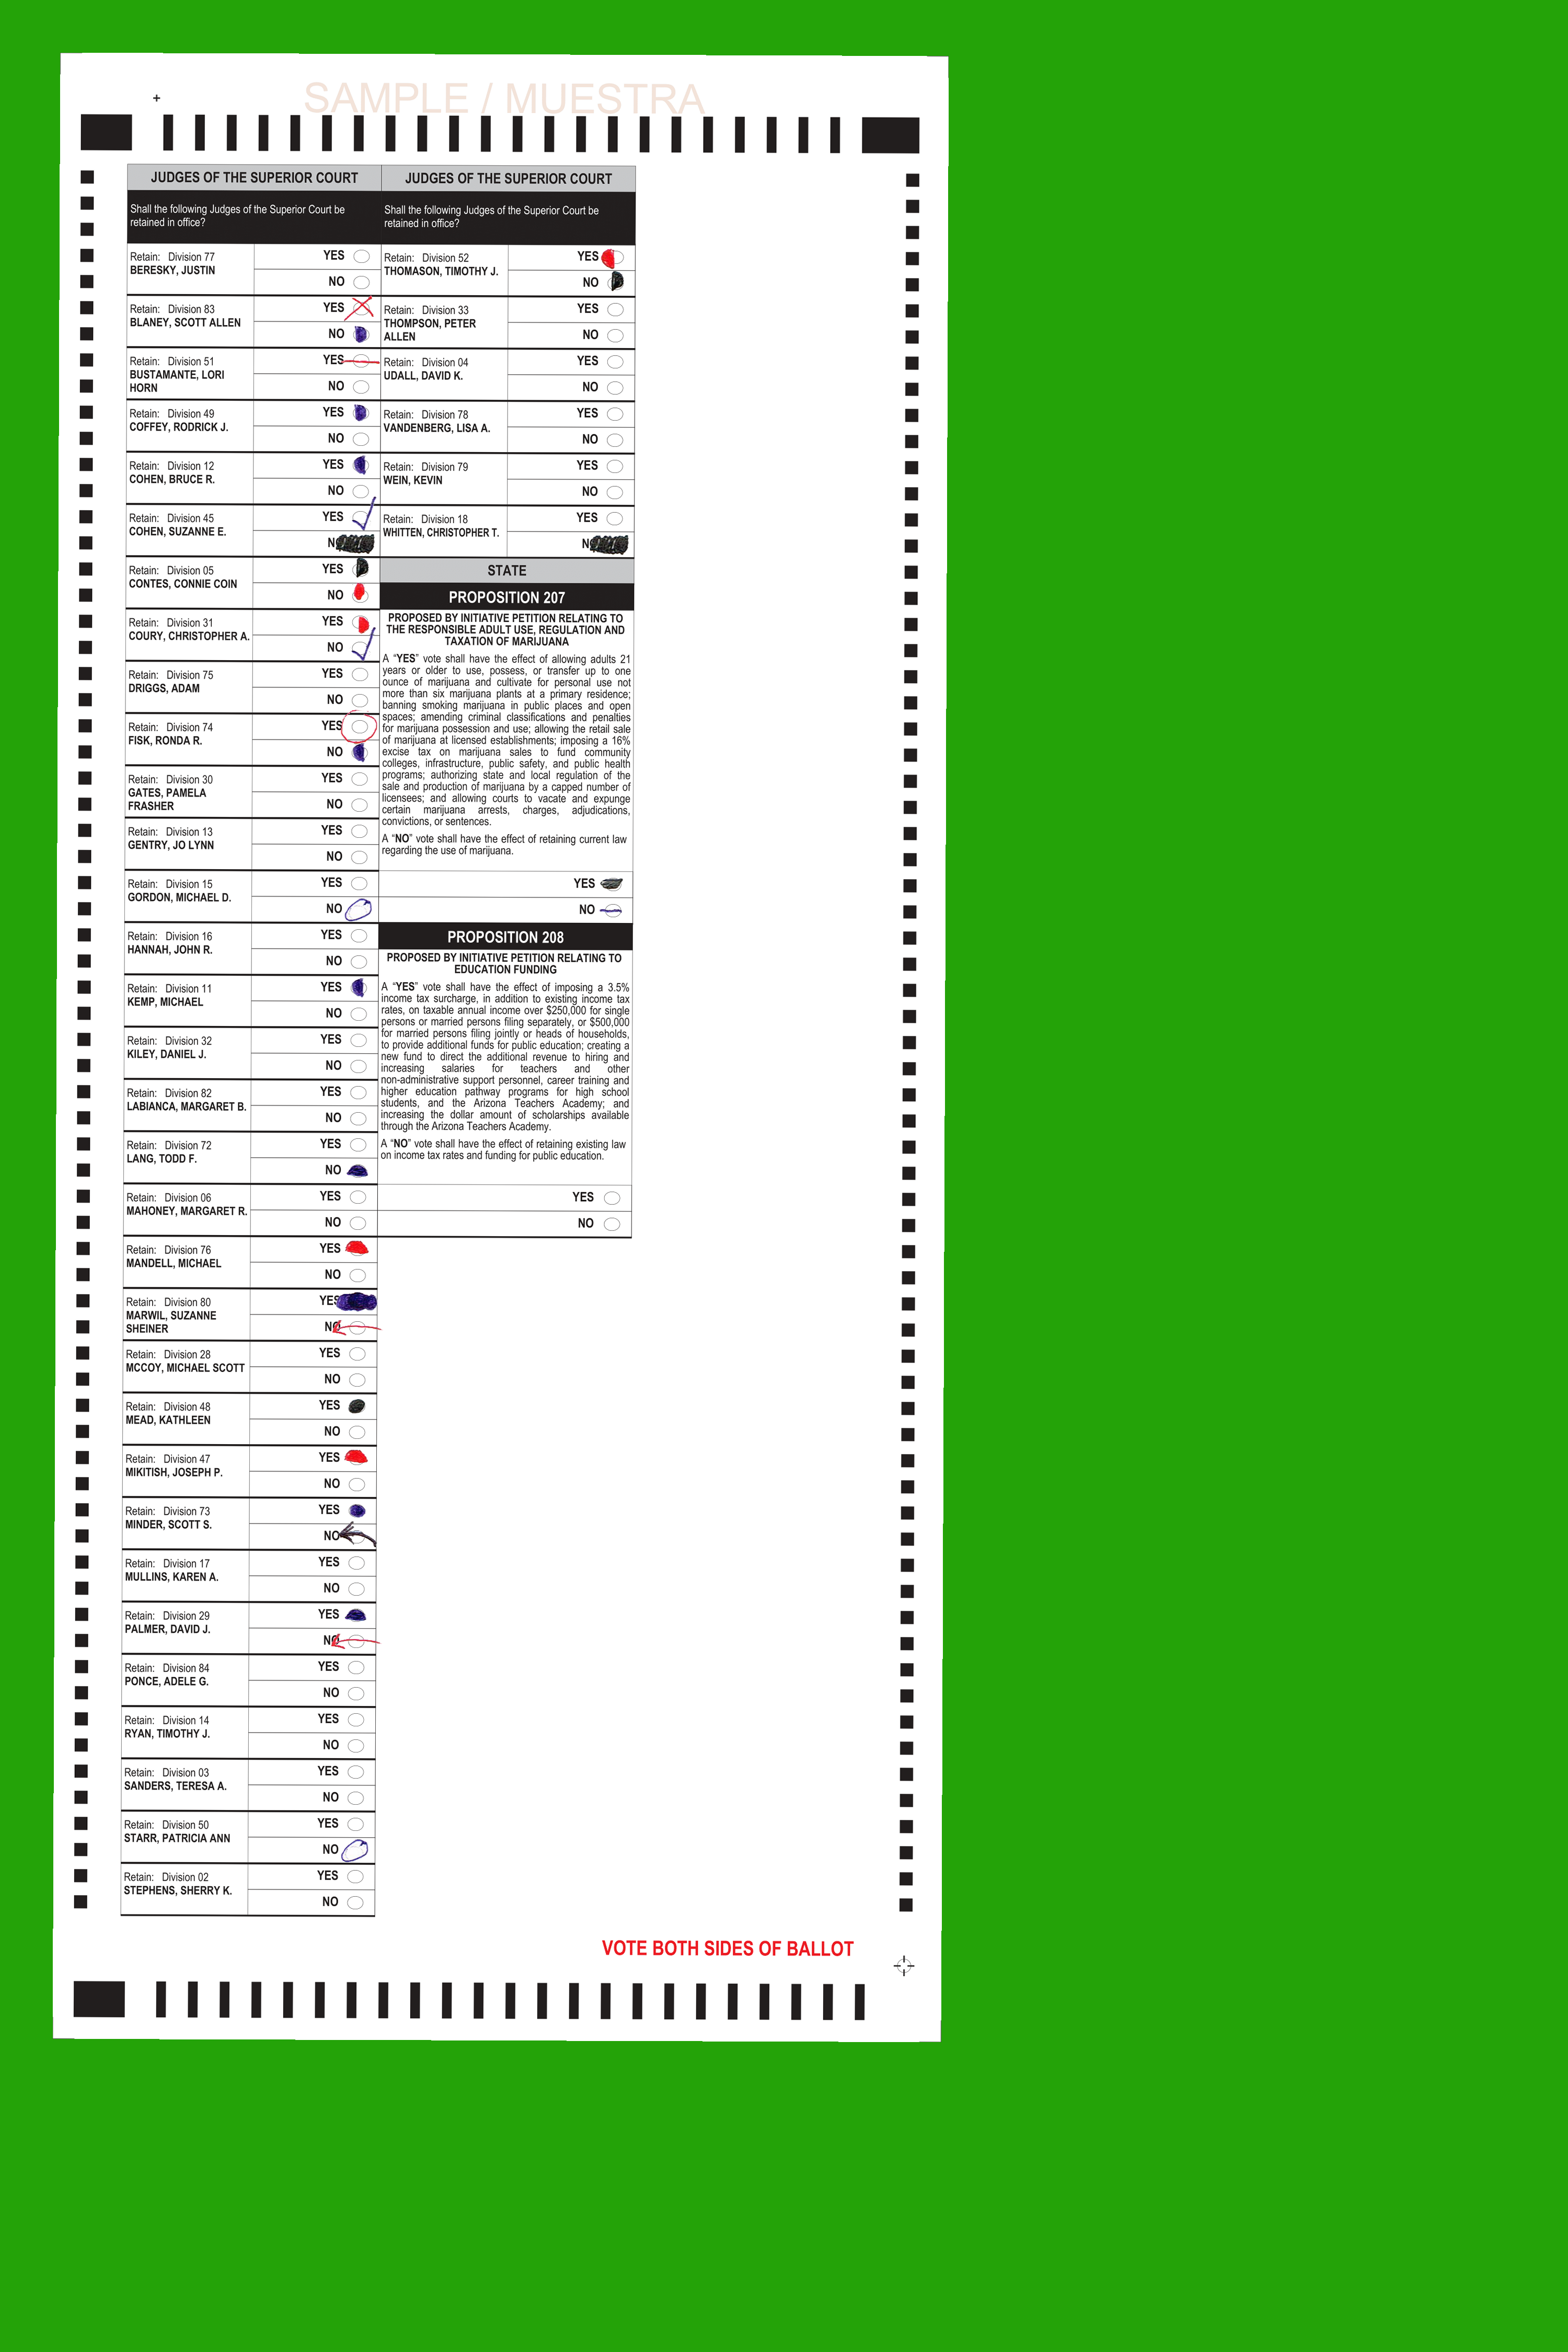 SAMPLE / MUESTRA
JUDGES OF THE SUPERIOR COURT
Shall the following Judges of the Superior Court be
retained in office?
Retain: Division 77
BERESKY, JUSTIN
YES
NO
Retain: Division 83
BLANEY, SCOTT ALLEN
YES
NO
Retain: Division 51
BUSTAMANTE, LORI
HORN
YES
NO
Retain: Division 49
COFFEY, RODRICK J.
YES
NO
Retain: Division 12
COHEN, BRUCE R.
YES
NO
Retain: Division 45
COHEN, SUZANNE E.
YES
N
Retain: Division 05
CONTES, CONNIE COIN
YES
NO
Retain: Division 31
COURY, CHRISTOPHER A.
YES
NO
Retain: Division 75
DRIGGS, ADAM
YES
NO
Retain: Division 74
FISK, RONDA R.
YES
NO
Retain: Division 30
GATES, PAMELA
FRASHER
YES
NO
Retain: Division 13
GENTRY, JO LYNN
YES
NO
Retain: Division 15
GORDON, MICHAEL D.
YES
NO
Retain: Division 16
HANNAH, JOHN R.
YES
NO
Retain: Division 11
KEMP, MICHAEL
YES
NO
Retain: Division 32
KILEY, DANIEL J.
YES
NO
Retain: Division 82
LABIANCA, MARGARET B.
YES
NO
Retain: Division 72
LANG, TODD F.
YES
NO
Retain: Division 06
MAHONEY, MARGARET R.
YES
NO
Retain: Division 76
MANDELL, MICHAEL
YES
NO
Retain: Division 80
MARWIL, SUZANNE
SHEINER
YES
NO
Retain: Division 28
MCCOY, MICHAEL SCOTT
YES
NO
Retain: Division 48
MEAD, KATHLEEN
YES
NO
Retain: Division 47
MIKITISH, JOSEPH P.
YES
NO
Retain: Division 73
MINDER, SCOTT S.
YES
NO
Retain: Division 17
MULLINS, KAREN A.
YES
NO
Retain: Division 29
PALMER, DAVID J.
YES
NO
Retain: Division 84
PONCE, ADELE G.
YES
NO
Retain: Division 14
RYAN, TIMOTHY J.
YES
NO
Retain: Division 03
SANDERS, TERESA A.
YES
NO
Retain: Division 50
STARR, PATRICIA ANN
YES
NO
Retain: Division 02
STEPHENS, SHERRY K.
YES
NO
JUDGES OF THE SUPERIOR COURT
Shall the following Judges of the Superior Court be
retained in office?
Retain: Division 52
THOMASON, TIMOTHY J.
YES
NO
Retain: Division 33
THOMPSON, PETER
ALLEN
YES
NO
Retain: Division 04
UDALL, DAVID K.
YES
NO
Retain: Division 78
VANDENBERG, LISA A.
YES
NO
Retain: Division 79
WEIN, KEVIN
YES
NO
Retain: Division 18
WHITTEN, CHRISTOPHER T.
YES
N
STATE
PROPOSITION 207
PROPOSED BY INITIATIVE PETITION RELATING TO
THE RESPONSIBLE ADULT USE, REGULATION AND
TAXATION OF MARIJUANA
A “YES” vote shall have the effect of allowing adults 21
years or older to use, possess, or transfer up to one
ounce of marijuana and cultivate for personal use not
more than six marijuana plants at a primary residence;
banning smoking marijuana in public places and open
spaces; amending criminal classifications and penalties
for marijuana possession and use; allowing the retail sale
of marijuana at licensed establishments; imposing a 16%
excise tax on marijuana sales to fund community
colleges, infrastructure, public safety, and public health
programs; authorizing state and local regulation of the
sale and production of marijuana by a capped number of
licensees; and allowing courts to vacate and expunge
certain marijuana arrests, charges, adjudications,
convictions, or sentences.
A “NO” vote shall have the effect of retaining current law
regarding the use of marijuana.
YES
NO
PROPOSITION 208
PROPOSED BY INITIATIVE PETITION RELATING TO
EDUCATION FUNDING
A “YES” vote shall have the effect of imposing a 3.5%
income tax surcharge, in addition to existing income tax
rates, on taxable annual income over $250,000 for single
persons or married persons filing separately, or $500,000
for married persons filing jointly or heads of households,
to provide additional funds for public education; creating a
new fund to direct the additional revenue to hiring and
increasing salaries for teachers and other
non-administrative support personnel, career training and
higher education pathway programs for high school
students, and the Arizona Teachers Academy; and
increasing the dollar amount of scholarships available
through the Arizona Teachers Academy.
A “NO” vote shall have the effect of retaining existing law
on income tax rates and funding for public education.
YES
NO
VOTE BOTH SIDES OF BALLOT